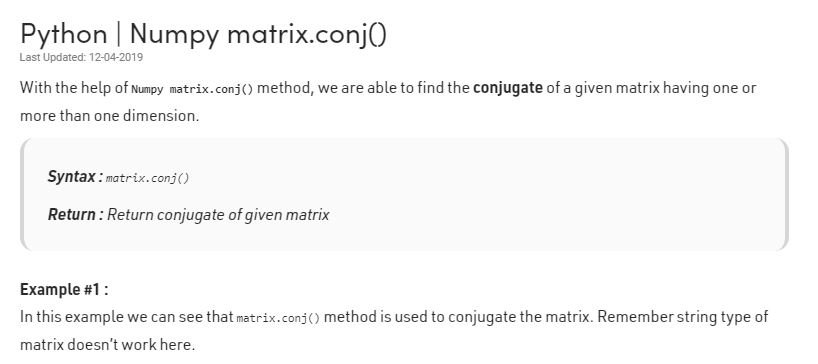 Python | Numpy matrix.conj()
Last Updated: 12-04-2019
With the help of Numpy matrix.conj() method, we are able to find the conjugate of a given matrix having one or
more than one dimension.
Syntax : matrix.conj()
Return : Return conjugate of given matrix
Example #1 :
In this example we can see that matrix.conj() method is used to conjugate the matrix. Remember string type of
matrix doesn't work here.